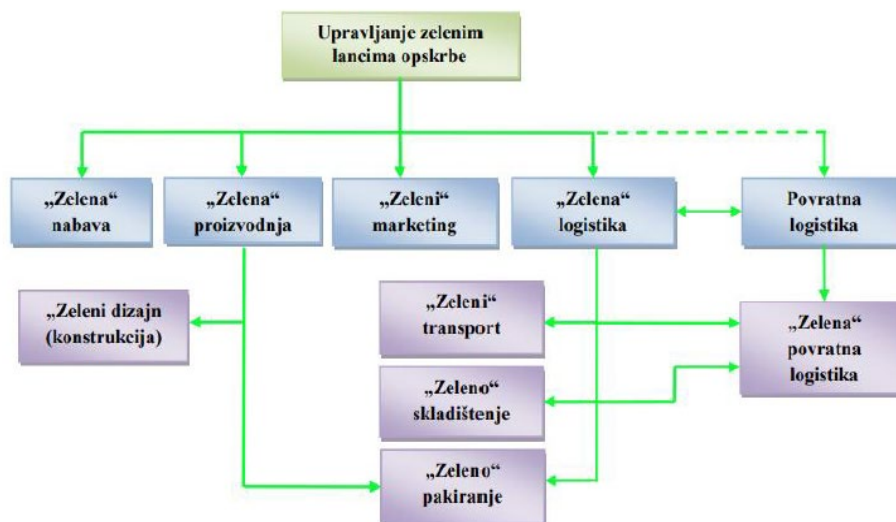 Upravljanje zelenim
lancima opskrbe
„Zelena“
nabava
„Zelena“
proizvodnja
„Zeleni“
marketing
„Zelena“
logistika
Povratna
logistika
„Zeleni dizajn
(konstrukcija)
„Zeleni“
transport
„Zelena“
povratna
logistika
„Zeleno“
skladištenje
„Zeleno“
pakiranje